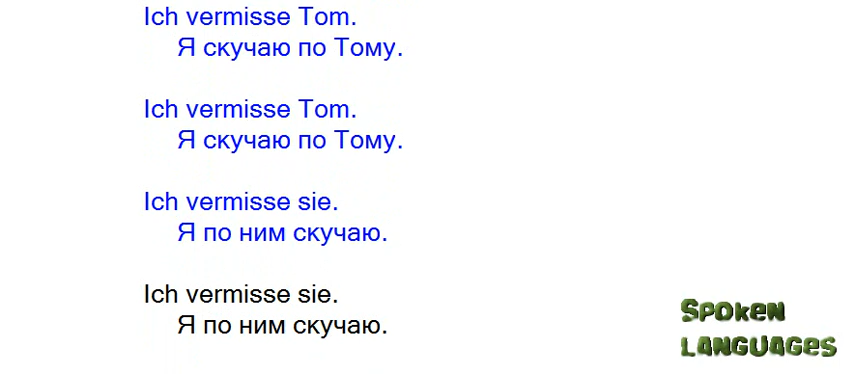 Ich vermisse Tom.
Я скучаю по Тому.
Ich vermisse Tom.
Я скучаю по Тому.
Ich vermisse sie.
Я по ним скучаю.
Ich vermisse sie.
Я по ним скучаю.
SPOKEN
LANGUAGES